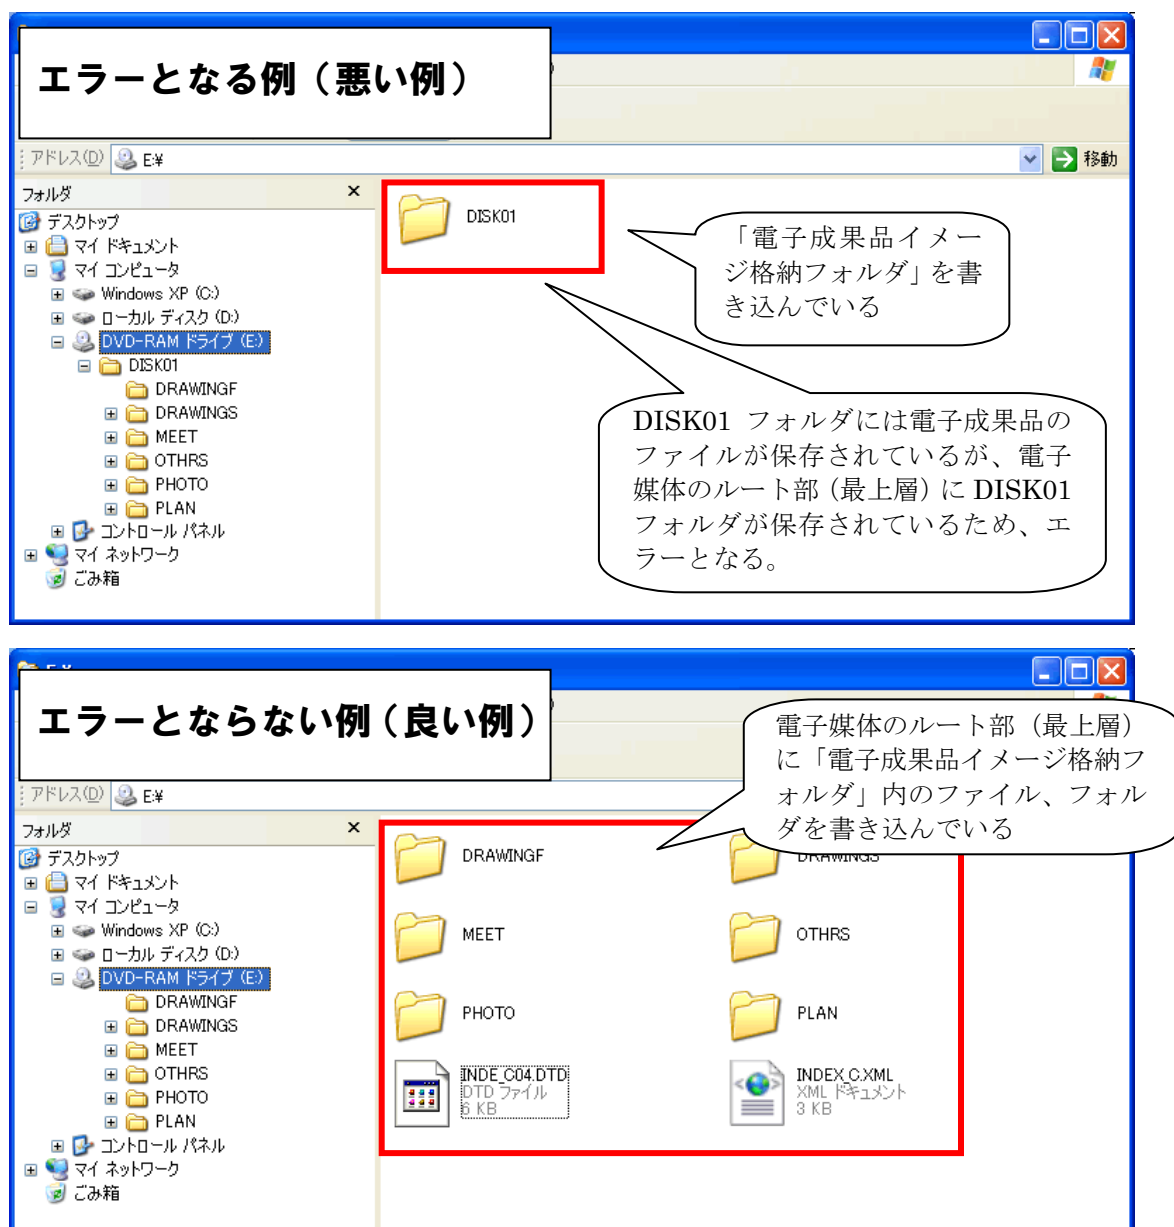 エラーとなる例（悪い例）
アドレス(D) E:¥ 移動
フォルダ ×
デスクトップ
マイ ドキュメント
マイ コンピュータ
Windows XP (C:)
ローカル ディスク (D:)
DVD-RAM ドライブ (E:)
DISK01
DRAWINGF
DRAWINGS
MEET
OTHRS
PHOTO
PLAN
コントロール パネル
マイ ネットワーク
ごみ箱
DISK01
「電子成果品イメー
ジ格納フォルダ」を書
き込んでいる
DISK01 フォルダには電子成果品の
ファイルが保存されているが、電子
媒体のルート部（最上層）に DISK01
フォルダが保存されているため、エ
ラーとなる。
エラーとならない例（良い例）
アドレス(D) E:¥
フォルダ ×
デスクトップ
マイ ドキュメント
マイ コンピュータ
Windows XP (C:)
ローカル ディスク (D:)
DVD-RAM ドライブ (E:)
DRAWINGF
DRAWINGS
MEET
OTHRS
PHOTO
PLAN
コントロール パネル
マイ ネットワーク
ごみ箱
電子媒体のルート部（最上層）
に「電子成果品イメージ格納フ
ォルダ」内のファイル、フォル
ダを書き込んでいる
DRAWINGF
DRAWINGS
MEET
OTHRS
PHOTO
PLAN
INDE_C04.DTD
DTD ファイル
6 KB
INDEX_C.XML
XML ドキュメント
3 KB